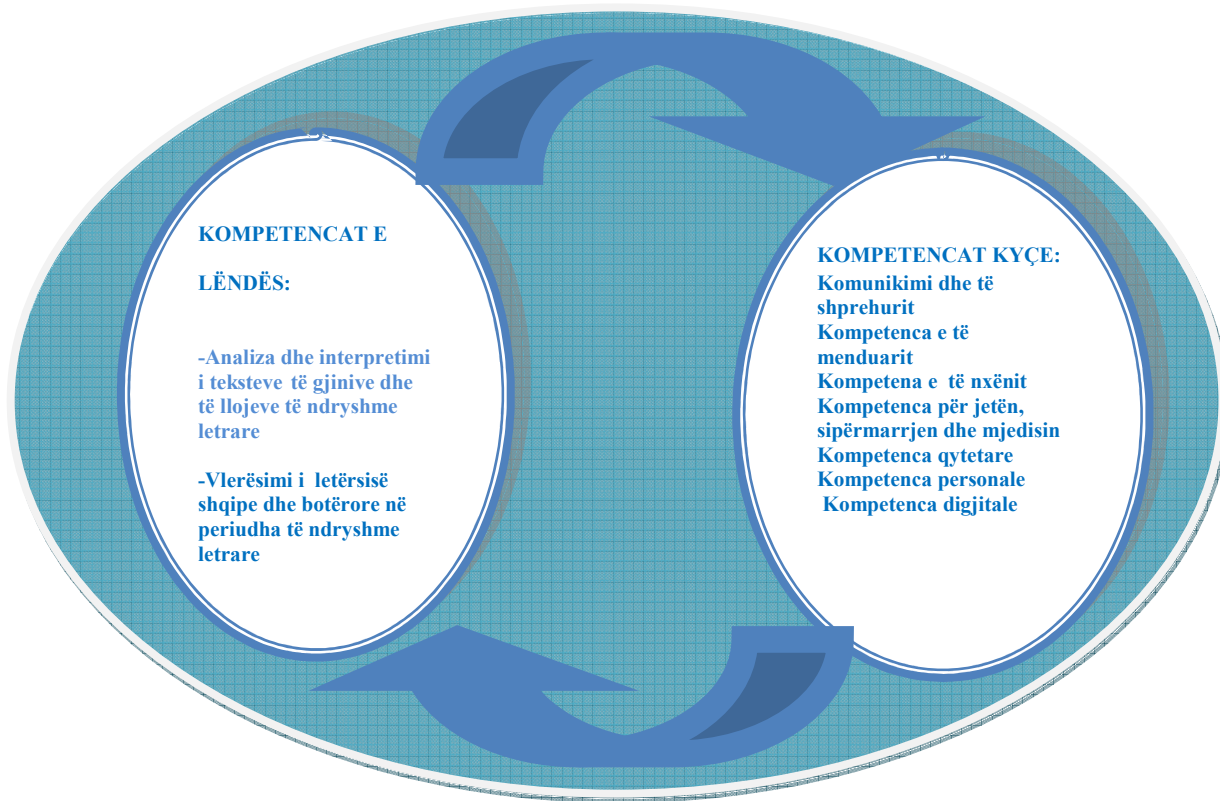 KOMPETENCAT E
LËNDËS:
-Analiza dhe interpretimi
i teksteve të gjinive dhe
të llojeve të ndryshme
letrare
-Vlerësimi i letërsisë
shqipe dhe botërore në
periudha të ndryshme
letrare
KOMPETENCAT KYÇE:
Komunikimi dhe të
shprehurit
Kompetenca e të
menduarit
Kompetena e të nxënit
Kompetenca për jetën,
sipërmarrjen dhe mjedisin
Kompetenca qytetare
Kompetenca personale
Kompetenca digjitale